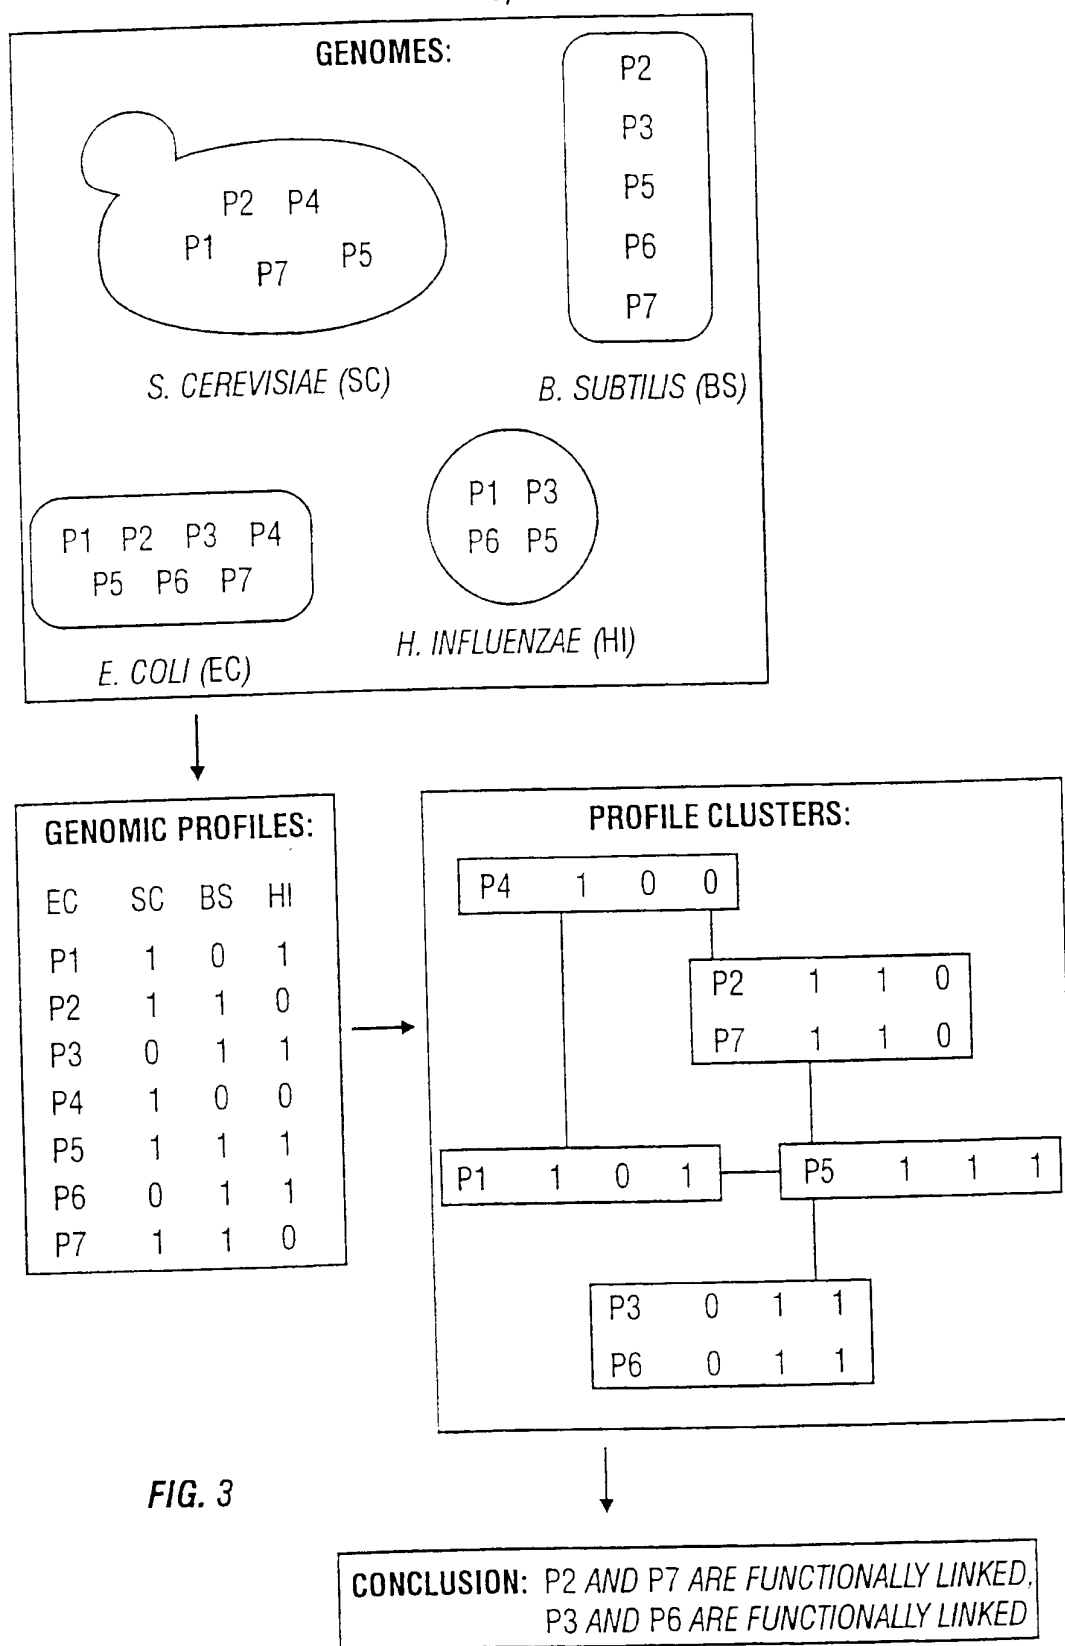 GENOMES:
P2
P3
P5
P6
P7
P2 P4
P1 P7 P5
S. CEREVISIAE (SC)
B. SUBTILIS (BS)
P1 P2 P3 P4
P5 P6 P7
E. COLI (EC)
P1 P3
P6 P5
H. INFLUENZAE (HI)
GENOMIC PROFILES:
EC SC BS HI
P1 1 0 1
P2 1 1 0
P3 0 1 1
P4 1 0 0
P5 1 1 1
P6 0 1 1
P7 1 1 0
PROFILE CLUSTERS:
P4 1 0 0
P2 1 1 0
P7 1 1 0
P1 1 0 1
P5 1 1 1
P3 0 1 1
P6 0 1 1
FIG. 3
CONCLUSION: P2 AND P7 ARE FUNCTIONALLY LINKED,
P3 AND P6 ARE FUNCTIONALLY LINKED